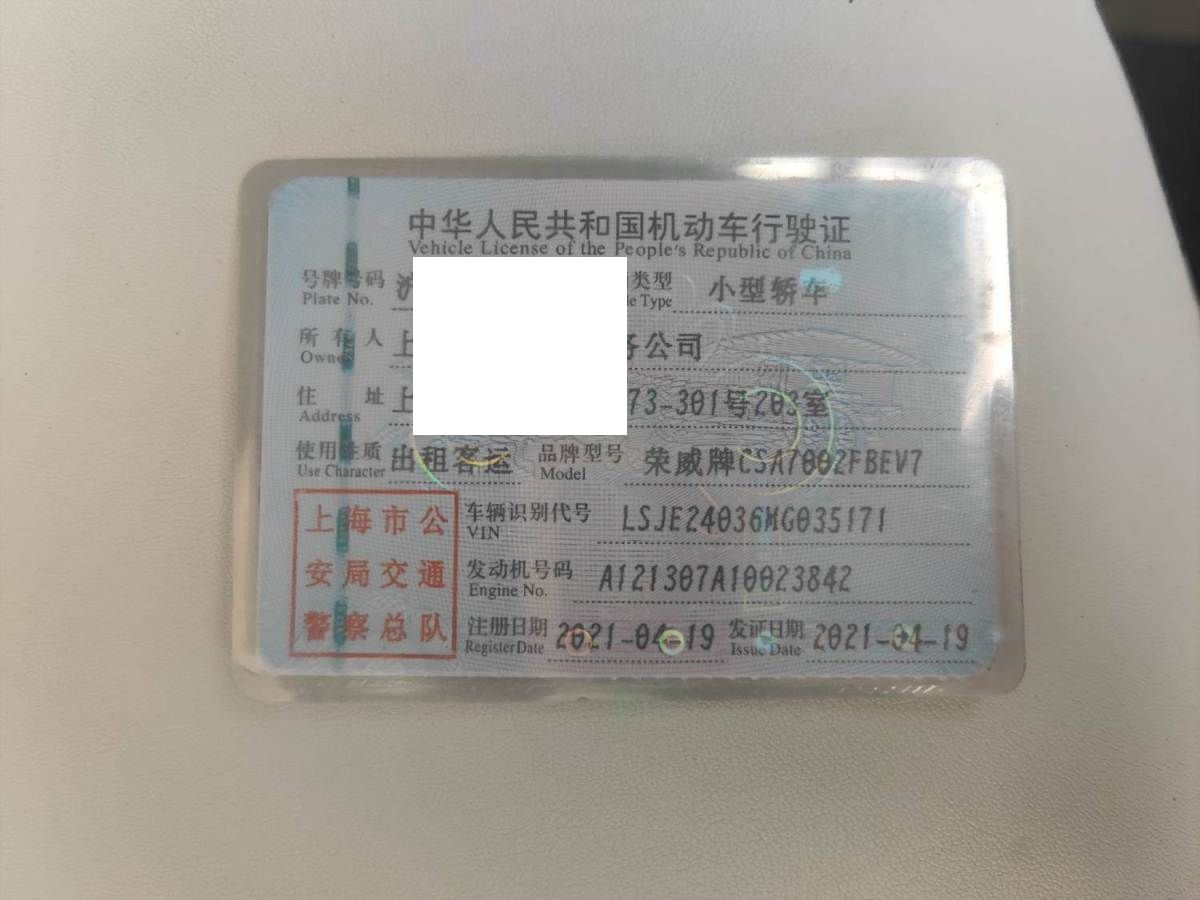 中华人民共和国机动车行驶证
Vehicle License of the People's Republic of China
号牌号码 沪 类型 小型轿车
Plate No. le Type
所有人 上 务公司
Owner
住址 上 73-301号203室
Address
使用性质 出租客运 品牌型号 荣威牌CSA7002FBEV7
Use Character Model
上海市公 车辆识别代号 LSJE24036MG035171
VIN
安局交通 发动机号码 A121307A10023842
Engine No.
警察总队 注册日期 2021-04-19 发证日期 2021-04-19
Register Date Issue Date